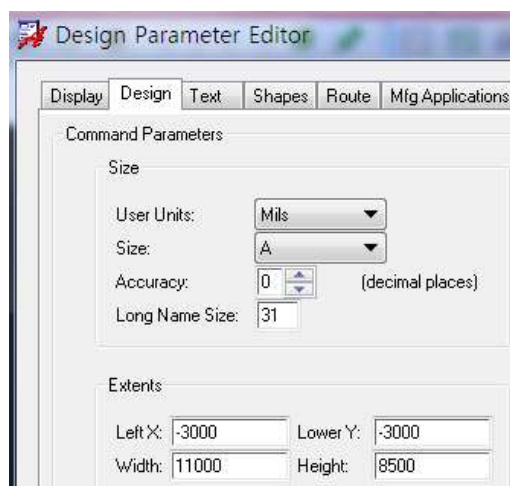 Design Parameter Editor
Display Design Text Shapes Route Mfg Applications
Command Parameters
Size
User Units: Mils
Size: A
Accuracy: 0 (decimal places)
Long Name Size: 31
Extents
Left X: -3000 Lower Y: -3000
Width: 11000 Height: 8500